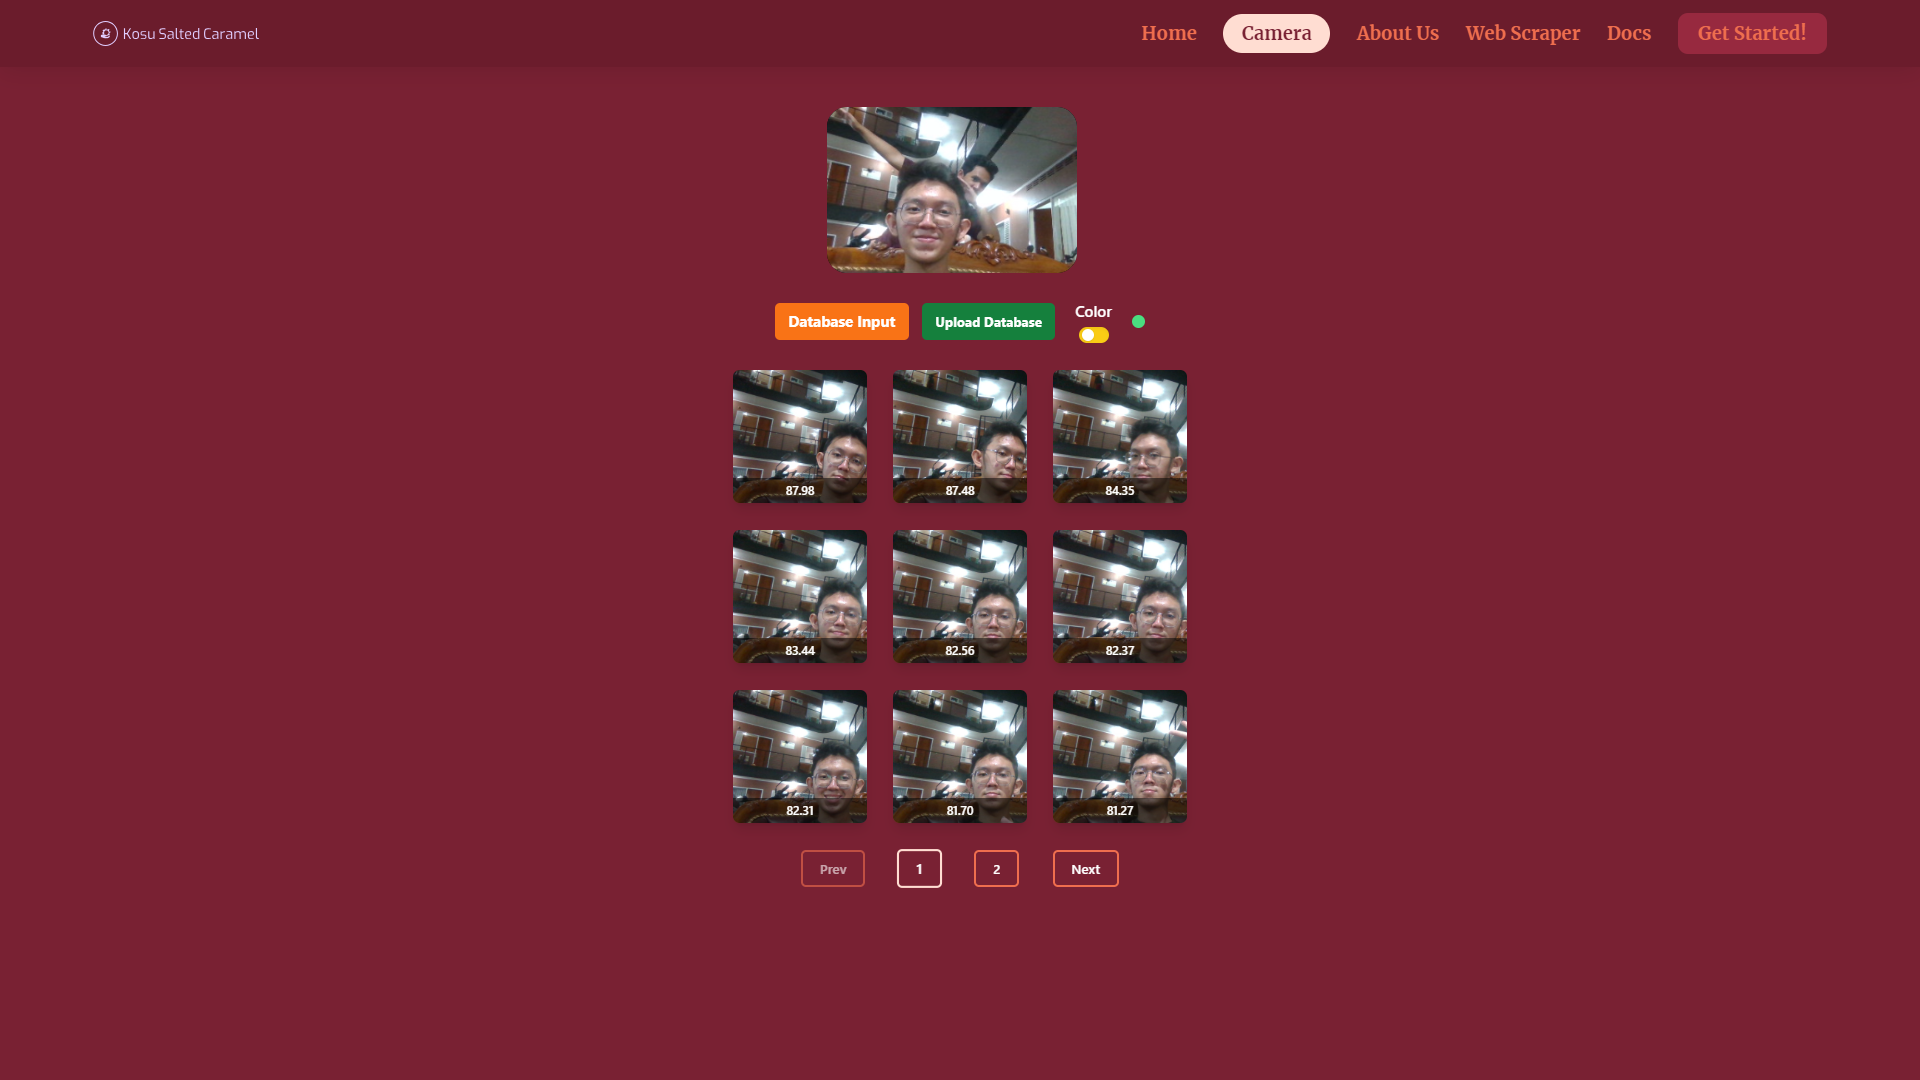 Kosu Salted Caramel
Home
Camera
About Us
Web Scraper
Docs
Get Started!
Database Input
Upload Database
Color
87.98
87.48
84.35
83.44
82.56
82.37
82.31
81.70
81.27
Prev
1
2
Next